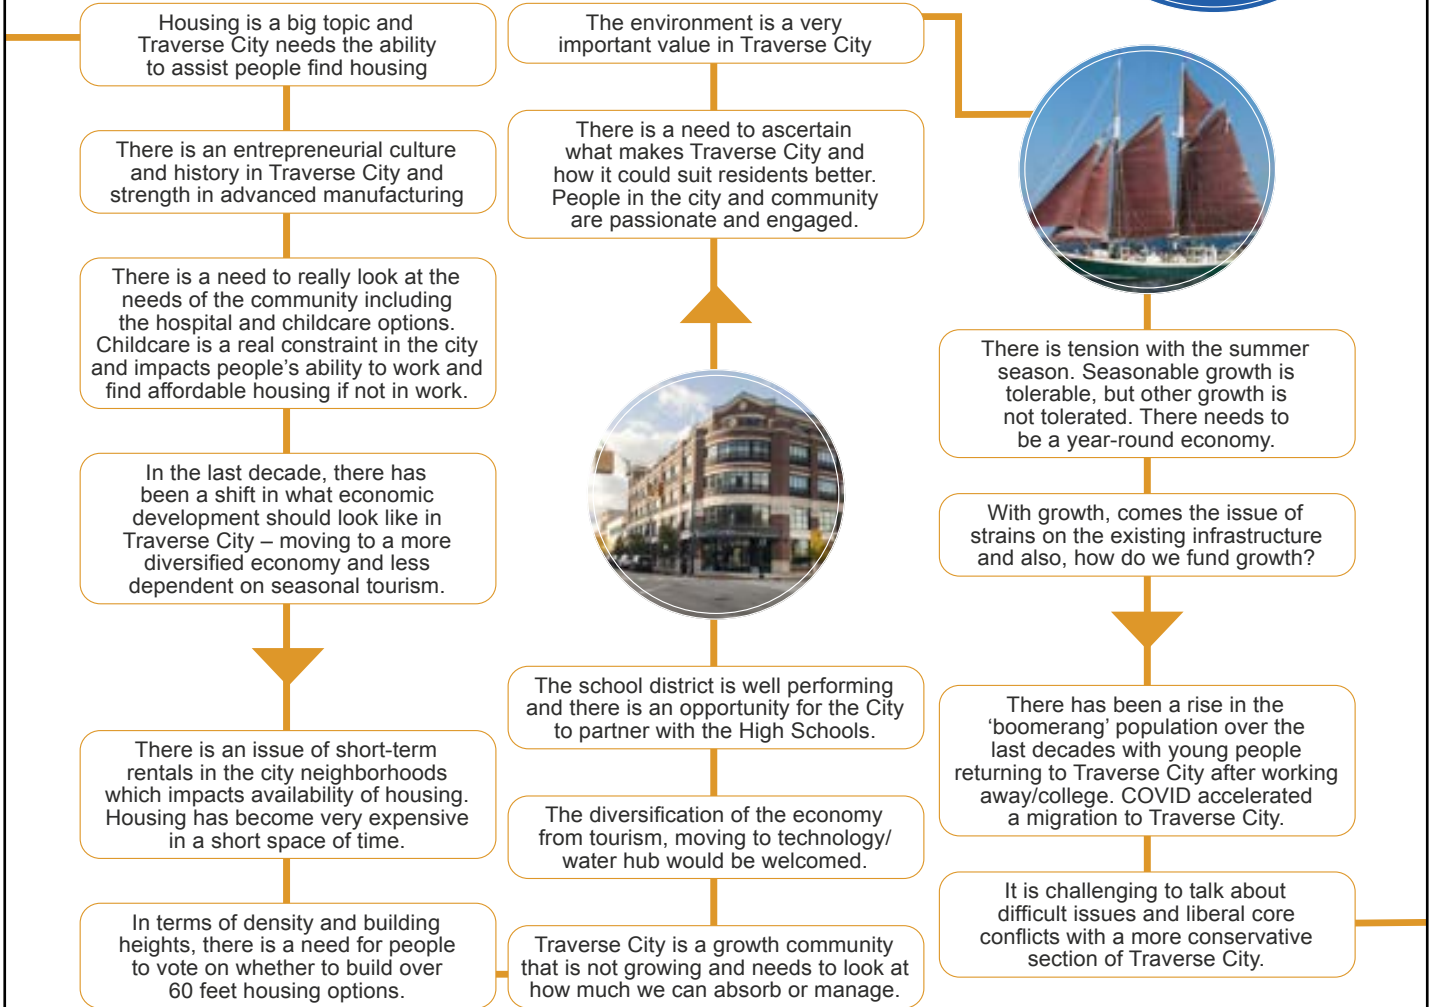 Housing is a big topic and
Traverse City needs the ability
to assist people find housing
There is an entrepreneurial culture
and history in Traverse City and
strength in advanced manufacturing
There is a need to really look at the
needs of the community including
the hospital and childcare options.
Childcare is a real constraint in the city
and impacts people’s ability to work and
find affordable housing if not in work.
In the last decade, there has
been a shift in what economic
development should look like in
Traverse City – moving to a more
diversified economy and less
dependent on seasonal tourism.
There is an issue of short-term
rentals in the city neighborhoods
which impacts availability of housing.
Housing has become very expensive
in a short space of time.
In terms of density and building
heights, there is a need for people
to vote on whether to build over
60 feet housing options.
Traverse City is a growth community
that is not growing and needs to look at
how much we can absorb or manage.
The diversification of the economy
from tourism, moving to technology/
water hub would be welcomed.
The school district is well performing
and there is an opportunity for the City
to partner with the High Schools.
There is a need to ascertain
what makes Traverse City and
how it could suit residents better.
People in the city and community
are passionate and engaged.
The environment is a very
important value in Traverse City
There is tension with the summer
season. Seasonable growth is
tolerable, but other growth is
not tolerated. There needs to
be a year-round economy.
With growth, comes the issue of
strains on the existing infrastructure
and also, how do we fund growth?
There has been a rise in the
‘boomerang’ population over the
last decades with young people
returning to Traverse City after working
away/college. COVID accelerated
a migration to Traverse City.
It is challenging to talk about
difficult issues and liberal core
conflicts with a more conservative
section of Traverse City.